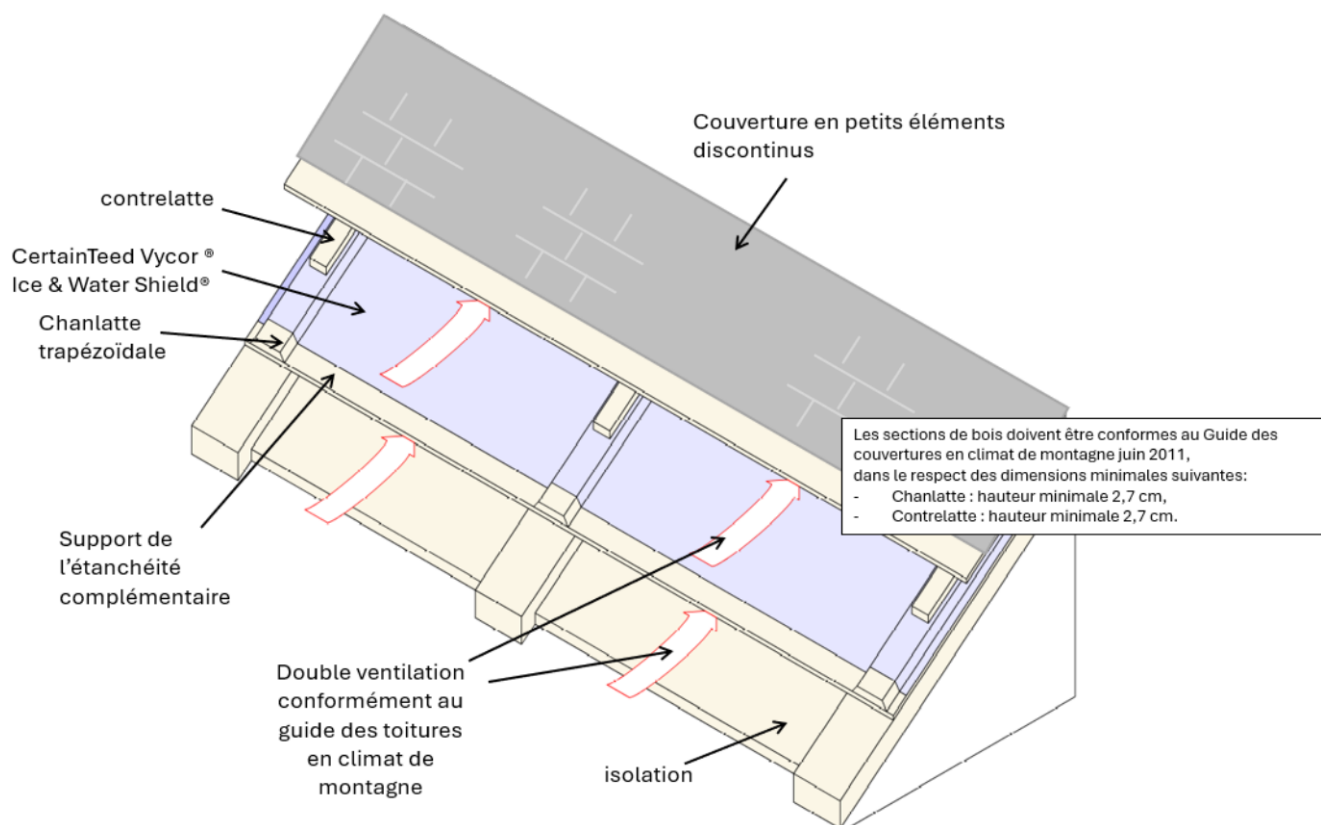 Couverture en petits éléments
discontinus
contrelatte
CertainTeed Vycor ®
Ice & Water Shield®
Chanlatte
trapézoïdale
Les sections de bois doivent être conformes au Guide des
couvertures en climat de montagne juin 2011,
dans le respect des dimensions minimales suivantes:
- Chanlatte : hauteur minimale 2,7 cm,
- Contrelatte : hauteur minimale 2,7 cm.
Support de
l’étanchéité
complémentaire
Double ventilation
conformément au
guide des toitures
en climat de
montagne
isolation